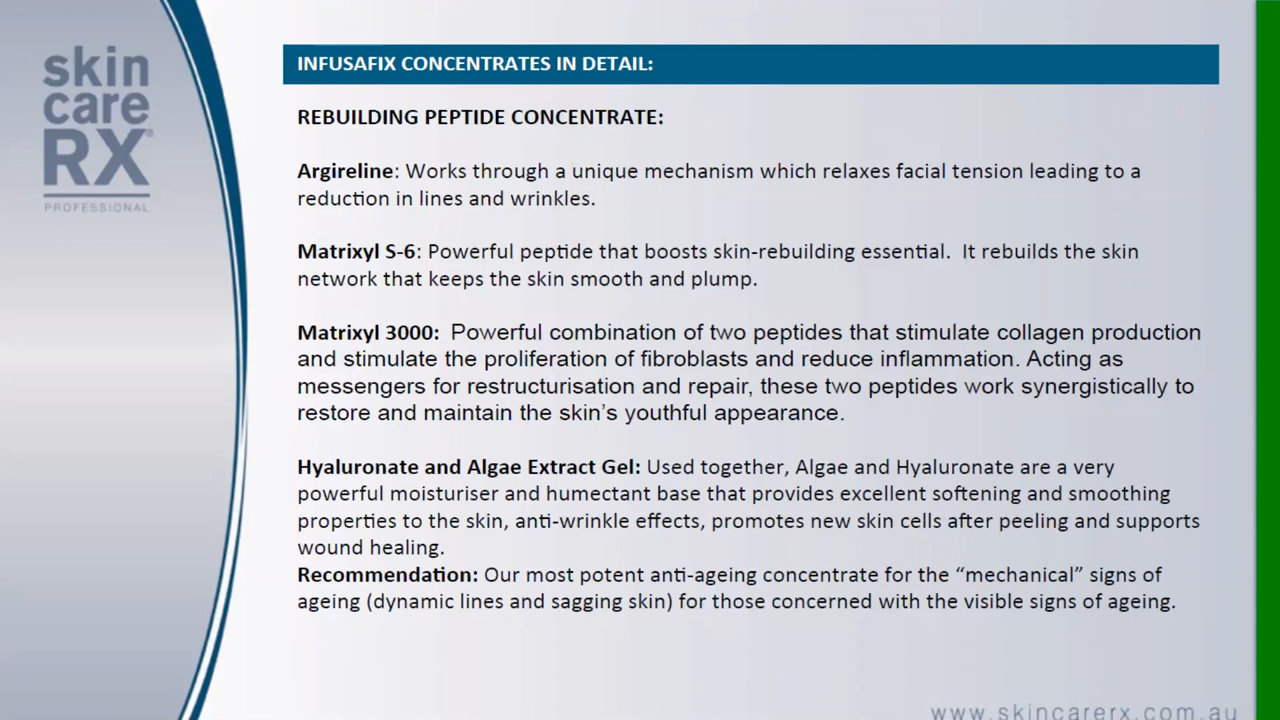 skin
care
RX®
PROFESSIONAL
INFUSAFIX CONCENTRATES IN DETAIL:
REBUILDING PEPTIDE CONCENTRATE:
Argireline: Works through a unique mechanism which relaxes facial tension leading to a
reduction in lines and wrinkles.
Matrixyl S-6: Powerful peptide that boosts skin-rebuilding essential.  It rebuilds the skin
network that keeps the skin smooth and plump.
Matrixyl 3000:  Powerful combination of two peptides that stimulate collagen production
and stimulate the proliferation of fibroblasts and reduce inflammation. Acting as
messengers for restructurisation and repair, these two peptides work synergistically to
restore and maintain the skin’s youthful appearance.
Hyaluronate and Algae Extract Gel: Used together, Algae and Hyaluronate are a very
powerful moisturiser and humectant base that provides excellent softening and smoothing
properties to the skin, anti-wrinkle effects, promotes new skin cells after peeling and supports
wound healing.
Recommendation: Our most potent anti-ageing concentrate for the “mechanical” signs of
ageing (dynamic lines and sagging skin) for those concerned with the visible signs of ageing.
www.skincarerx.com.au